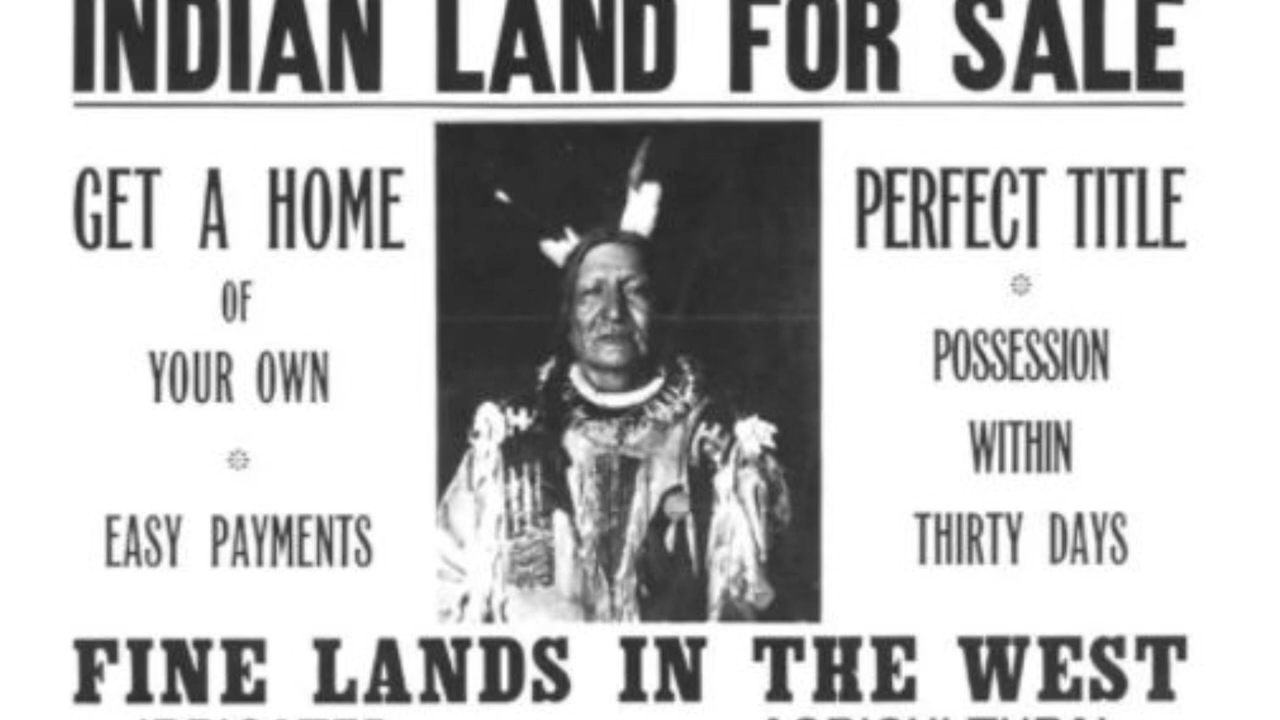 INDIAN LAND FOR SALE
GET A HOME
OF
YOUR OWN
EASY PAYMENTS
PERFECT TITLE
POSSESSION
WITHIN
THIRTY DAYS
FINE LANDS IN THE WEST